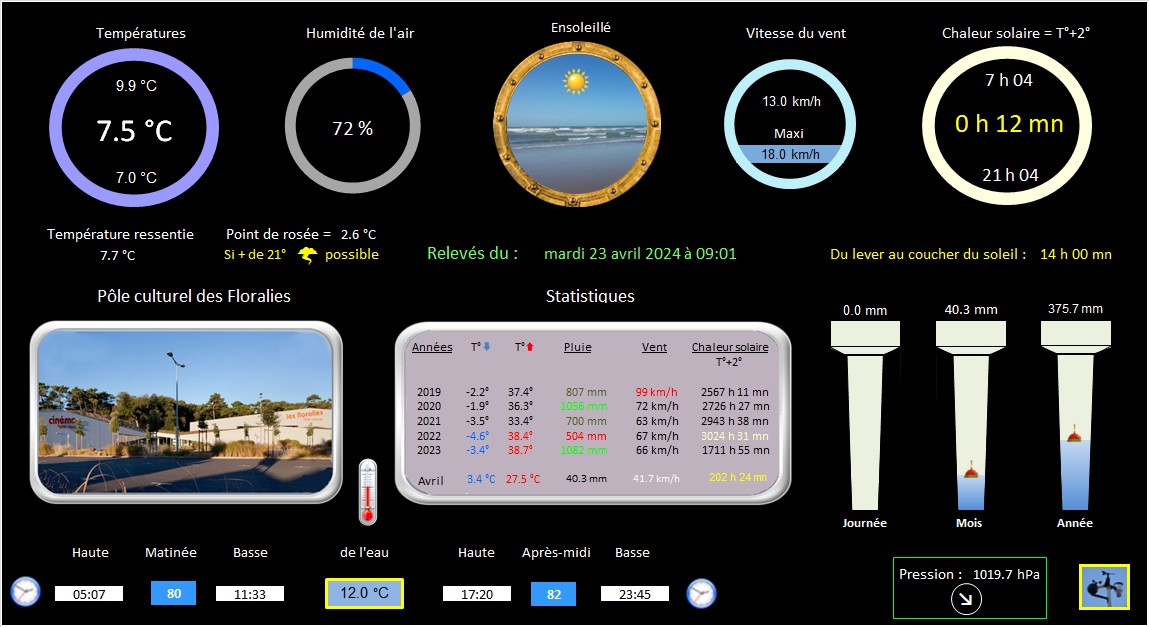 Températures
Humidité de l'air
Ensoleillé
Vitesse du vent
Chaleur solaire = T°+2°
9.9 °C
7.5 °C
7.0 °C
72 %
13.0 km/h
Maxi
18.0 km/h
7 h 04
0 h 12 mn
21 h 04
Température ressentie
7.7 °C
Point de rosée = 2.6 °C
Si + de 21° possible
Relevés du : mardi 23 avril 2024 à 09:01
Du lever au coucher du soleil : 14 h 00 mn
Pôle culturel des Floralies
cinéma
les floralies
Statistiques
Années T° T° Pluie Vent Chaleur solaire
T°+2°
2019 -2.2° 37.4° 807 mm 99 km/h 2567 h 11 mn
2020 -1.9° 36.3° 1056 mm 72 km/h 2726 h 27 mn
2021 -3.5° 33.4° 700 mm 63 km/h 2943 h 38 mn
2022 -4.6° 38.4° 504 mm 67 km/h 3024 h 31 mn
2023 -3.4° 38.7° 1082 mm 66 km/h 1711 h 55 mn
Avril 3.4 °C 27.5 °C 40.3 mm 41.7 km/h 202 h 24 mn
0.0 mm
40.3 mm
375.7 mm
Journée
Mois
Année
Haute Matinée Basse
05:07 80 11:33
de l'eau
12.0 °C
Haute Après-midi Basse
17:20 82 23:45
Pression : 1019.7 hPa